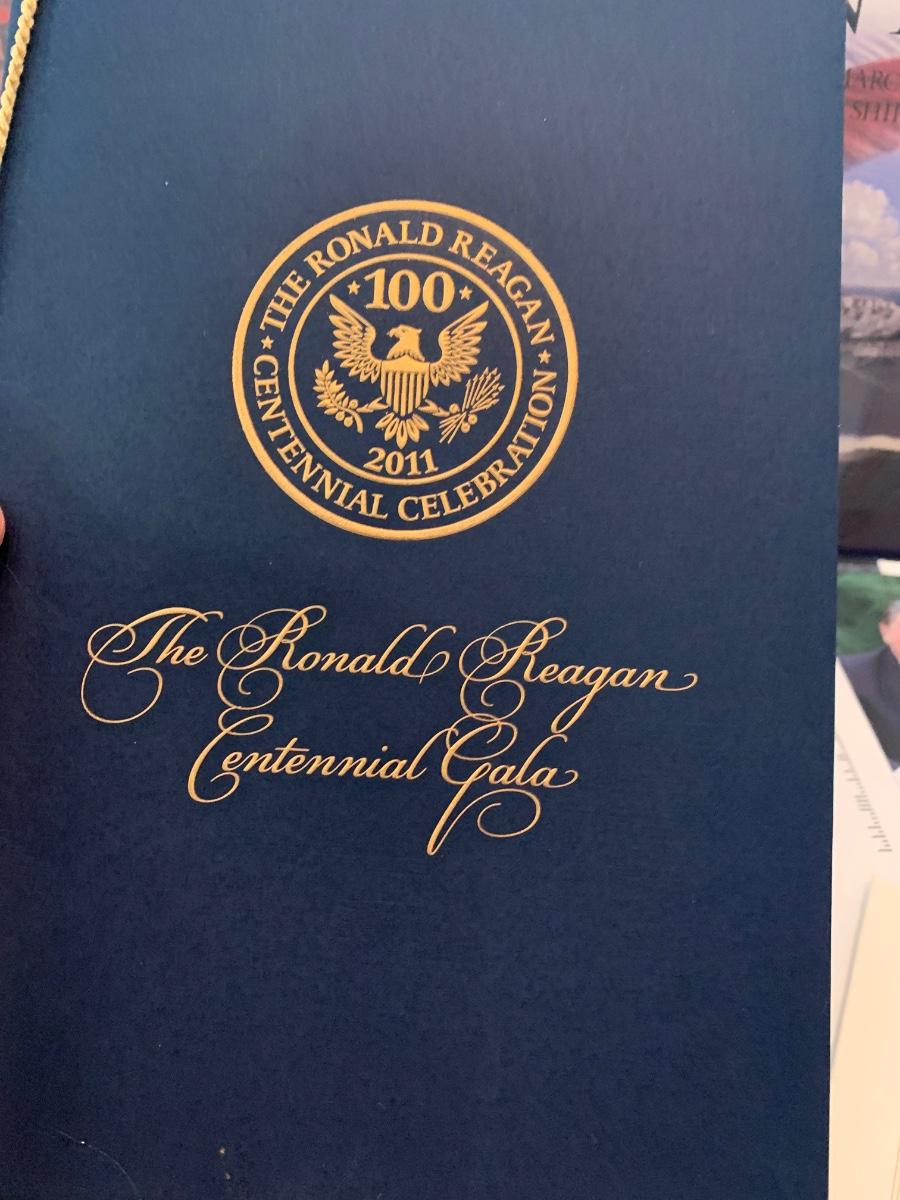 THE RONALD REAGAN
100
2011
CENTENNIAL CELEBRATION
The Ronald Reagan
Centennial Gala